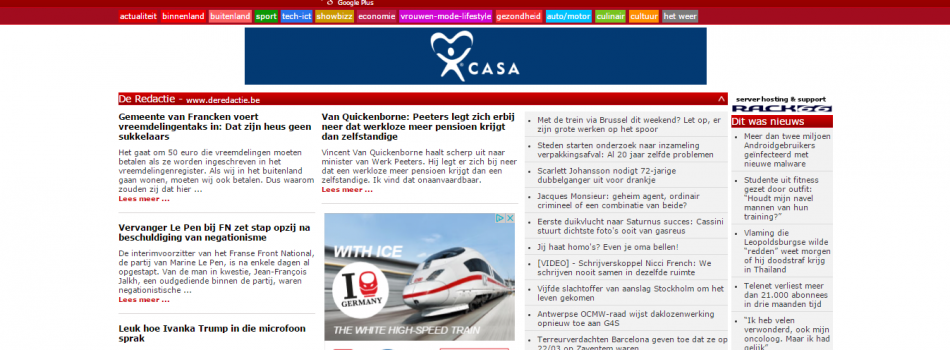 Google Plus
actualiteit binnenland buitenland sport tech-ict showbizz economie vrouwen-mode-lifestyle gezondheid auto/motor culinair cultuur het weer
CASA
De Redactie - www.deredactie.be
Gemeente van Francken voert
vreemdelingentaks in: Dat zijn heus geen
sukkelaars
Het gaat om 50 euro die vreemdelingen moeten
betalen als ze worden ingeschreven in het
vreemdelingenregister. Als wij in het buitenland
gaan wonen, moeten wij ook betalen. Dus waarom
zouden zij dat hier ...
Lees meer ...
Vervanger Le Pen bij FN zet stap opzij na
beschuldiging van negationisme
De interimvoorzitter van het Franse Front National,
de partij van Marine Le Pen, is na enkele dagen al
opgestapt. Van de man in kwestie, Jean-François
Jalkh, een oudgediende binnen de partij, waren
negationistische ...
Lees meer ...
Leuk hoe Ivanka Trump in die microfoon
sprak
Van Quickenborne: Peeters legt zich erbij
neer dat werkloze meer pensioen krijgt
dan zelfstandige
Vincent Van Quickenborne haalt scherp uit naar
minister van Werk Peeters. Hij legt er zich bij neer
dat een werkloze meer pensioen krijgt dan een
zelfstandige. Ik vind dat onaanvaardbaar.
Lees meer ...
WITH ICE
I
GERMANY
THE WHITE HIGH-SPEED TRAIN
• Met de trein via Brussel dit weekend? Let op, er
zijn grote werken op het spoor
• Steden starten onderzoek naar inzameling
verpakkingsafval: Al 20 jaar zelfde problemen
• Scarlett Johansson nodigt 72-jarige
dubbelganger uit voor drankje
• Jacques Monsieur: geheim agent, ordinair
crimineel of een combinatie van beide?
• Eerste duikvlucht naar Saturnus succes: Cassini
stuurt dichtste foto's ooit van gasreus
• Jij haat homo's? Even je oma bellen!
• [VIDEO] - Schrijverskoppel Nicci French: We
schrijven nooit samen in dezelfde ruimte
• Vijfde slachtoffer van aanslag Stockholm om het
leven gekomen
• Antwerpse OCMW-raad wijst daklozenwerking
opnieuw toe aan G4S
• Terreurverdachten Barcelona geven toe dat ze op
22/03 op Zaventem waren
server hosting & support
RACK66
Dit was nieuws
• Meer dan twee miljoen
Androidgebruikers
geïnfecteerd met
nieuwe malware
• Studente uit fitness
gezet door outfit:
"Houdt mijn navel
mannen van hun
training?"
• Vlaming die
Leopoldsburgse wilde
"redden" weet morgen
of hij doodstraf krijg
in Thailand
• Telenet verliest meer
dan 21.000 abonnees
in drie maanden tijd
• "Ik heb velen
verwonderd, ook mijn
oncoloog. Maar ik had
gelijk"